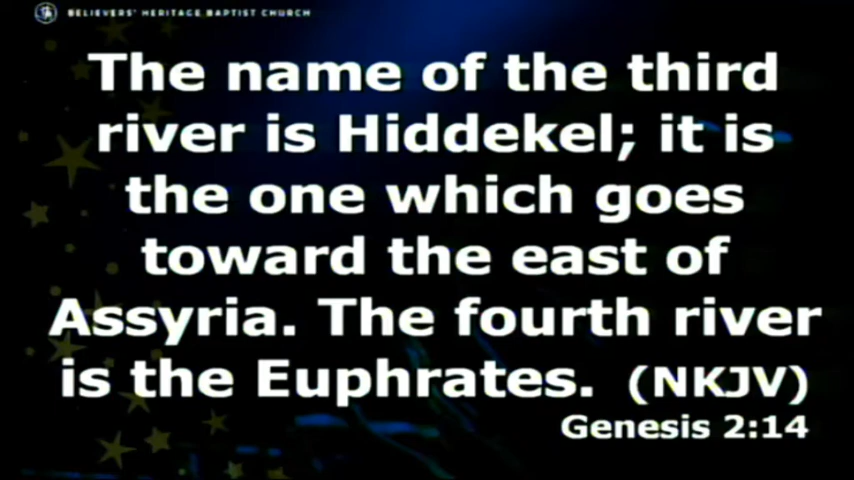 BELIEVERS' HERITAGE BAPTIST CHURCH
The name of the third
river is Hiddekel; it is
the one which goes
toward the east of
Assyria. The fourth river
is the Euphrates. (NKJV)
Genesis 2:14